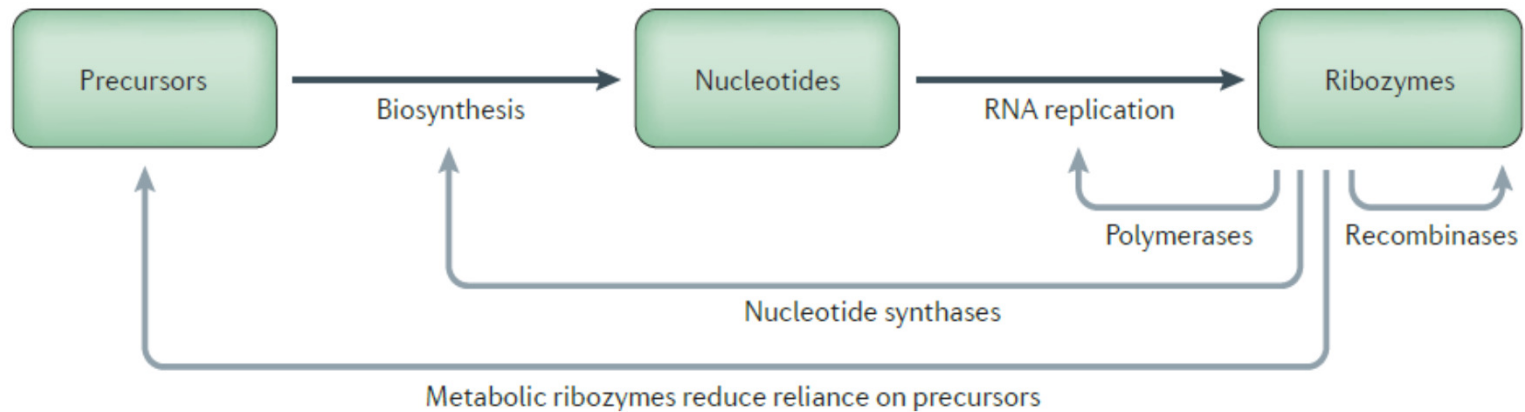 Precursors
Biosynthesis
Nucleotides
RNA replication
Ribozymes
Polymerases
Recombinases
Nucleotide synthases
Metabolic ribozymes reduce reliance on precursors